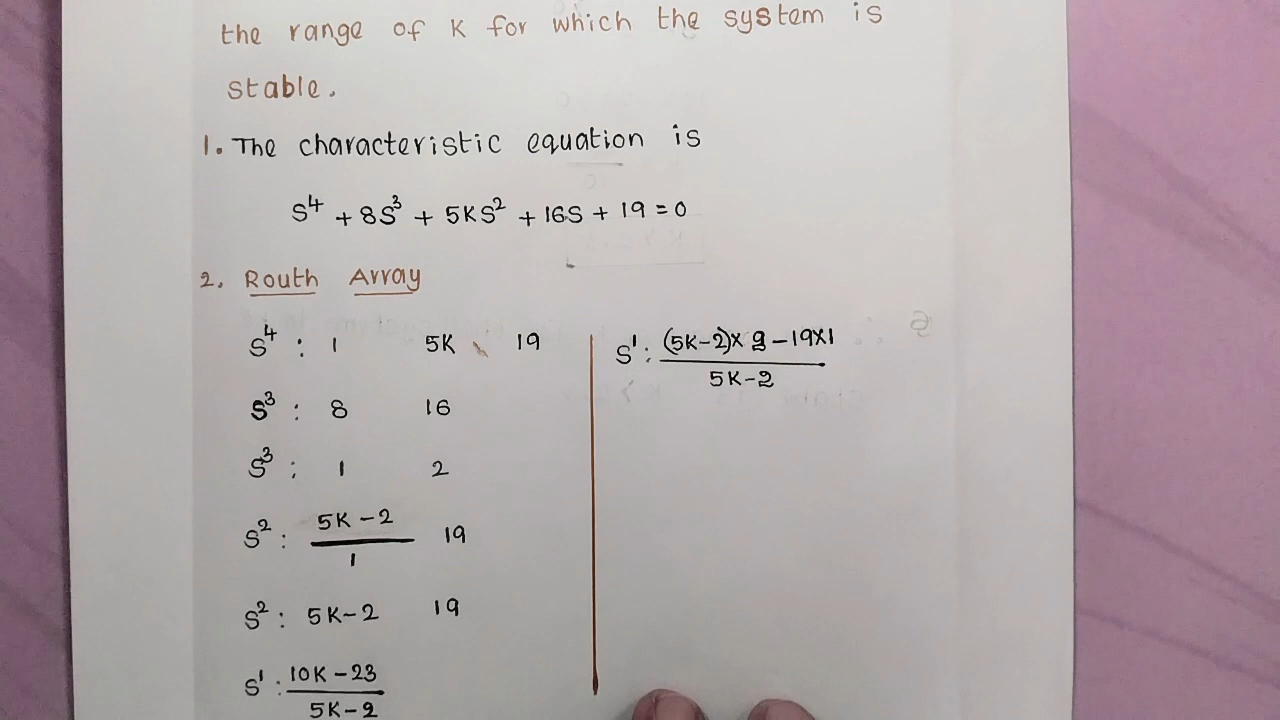 the range of K for which the system is
stable.
1. The characteristic equation is
S⁴ + 8S³ + 5KS² + 16S + 19 = 0
2. Routh Array
S⁴ : 1 5K 19
S³ : 8 16
S³ : 1 2
S² : 5K-2 19
1
S² : 5K-2 19
S¹ : 10K-23
5K-2
S¹ : (5K-2)x 2 - 19x1
5K-2